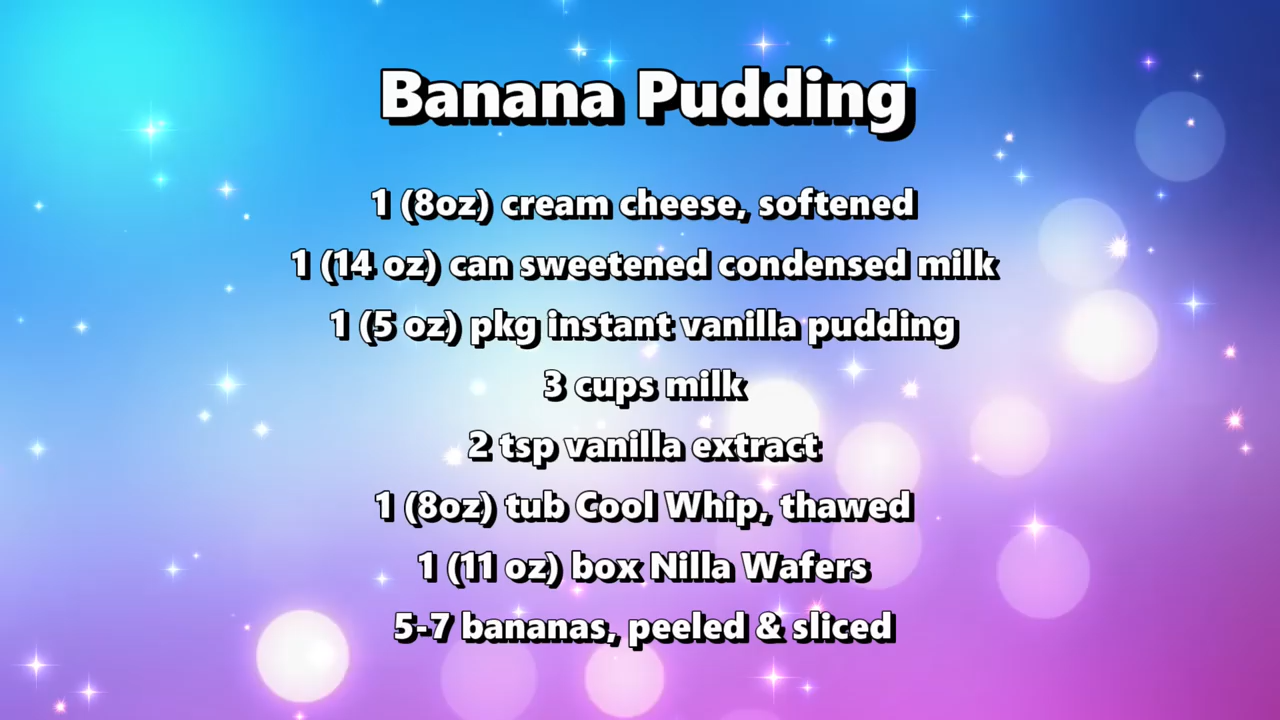 Banana Pudding
1 (8oz) cream cheese, softened
1 (14 oz) can sweetened condensed milk
1 (5 oz) pkg instant vanilla pudding
3 cups milk
2 tsp vanilla extract
1 (8oz) tub Cool Whip, thawed
1 (11 oz) box Nilla Wafers
5-7 bananas, peeled & sliced